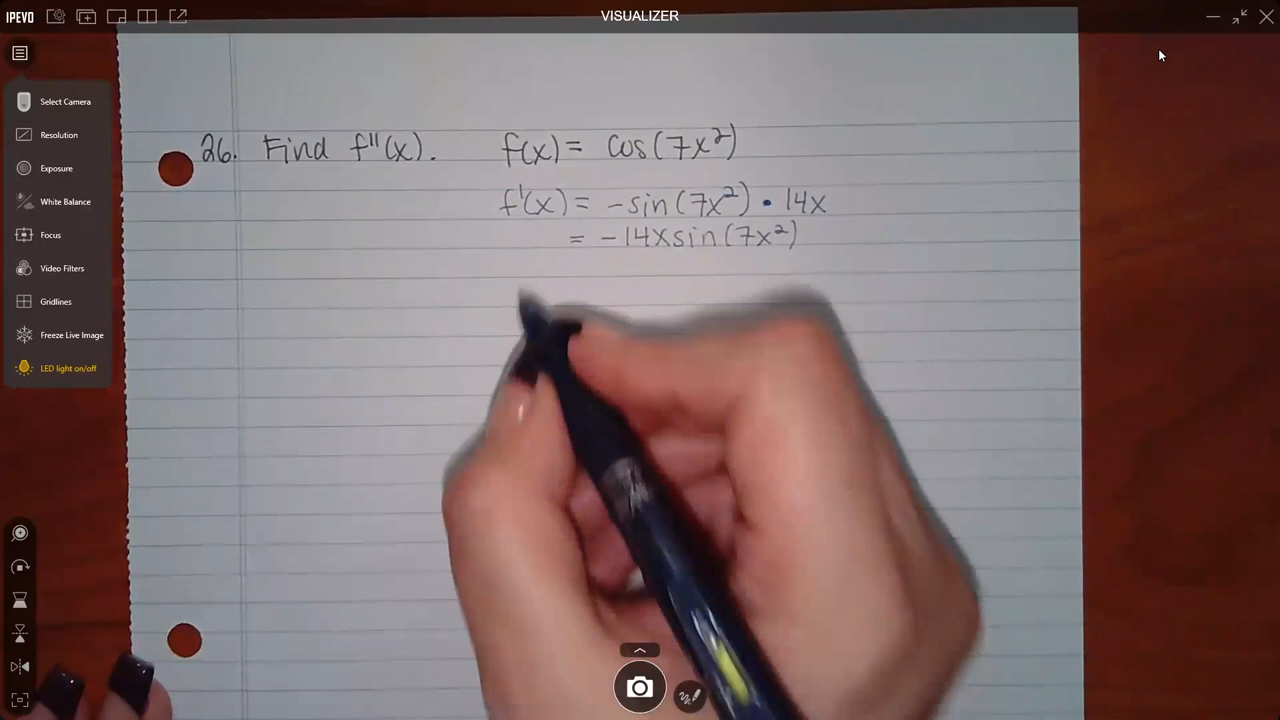 IPEVO
VISUALIZER
Select Camera
Resolution
Exposure
White Balance
Focus
Video Filters
Gridlines
Freeze Live Image
LED light on/off
26. Find f''(x). f(x) = cos(7x²)
f'(x) = -sin(7x²) • 14x
= -14xsin(7x²)